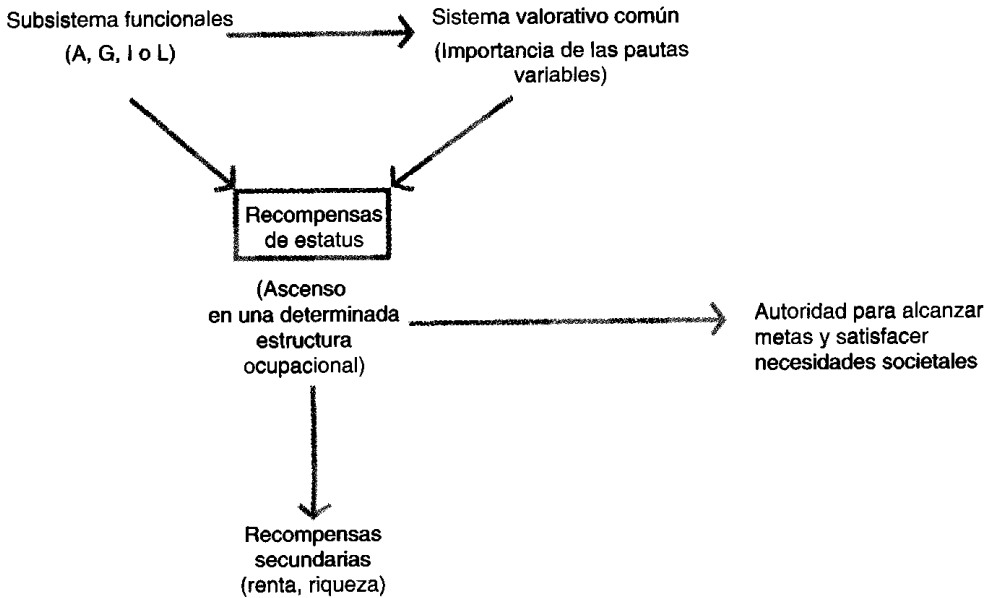 Subsistema funcionales
(A, G, I o L)
Sistema valorativo común
(Importancia de las pautas
variables)
Recompensas
de estatus
(Ascenso
en una determinada
estructura
ocupacional)
Autoridad para alcanzar
metas y satisfacer
necesidades societales
Recompensas
secundarias
(renta, riqueza)